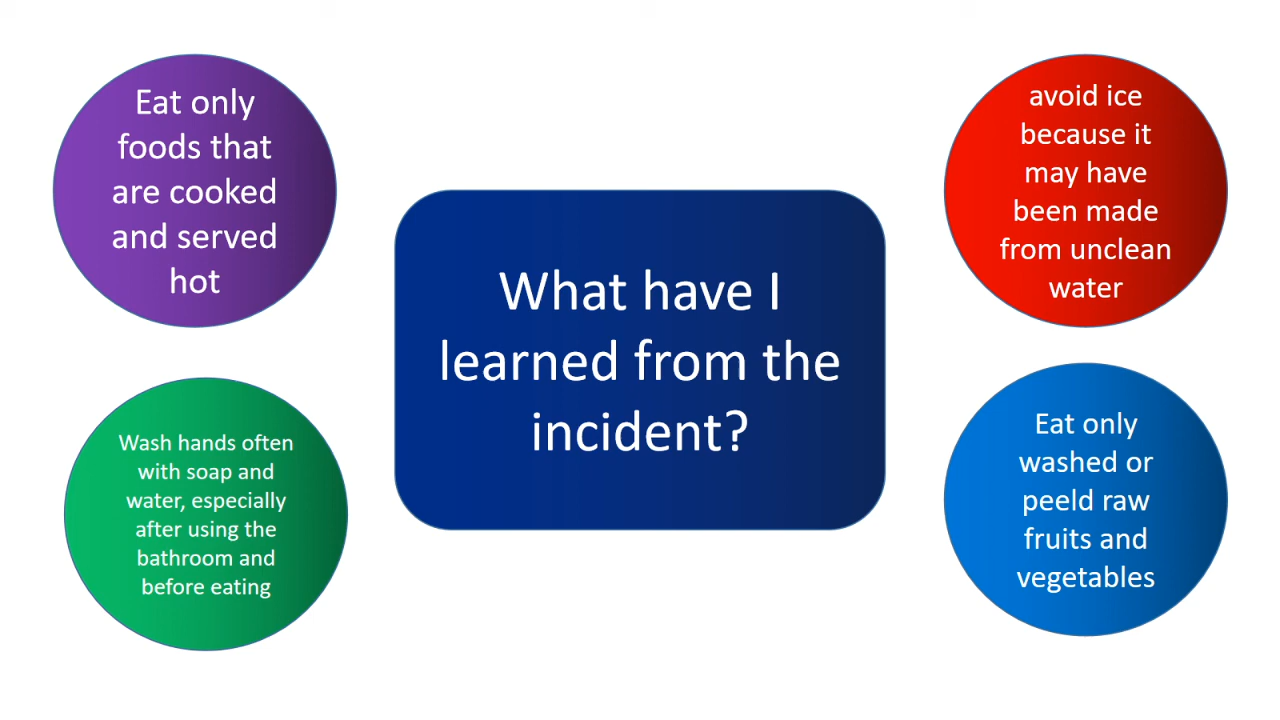 Eat only
foods that
are cooked
and served
hot
avoid ice
because it
may have
been made
from unclean
water
What have I
learned from the
incident?
Wash hands often
with soap and
water, especially
after using the
bathroom and
before eating
Eat only
washed or
peeld raw
fruits and
vegetables